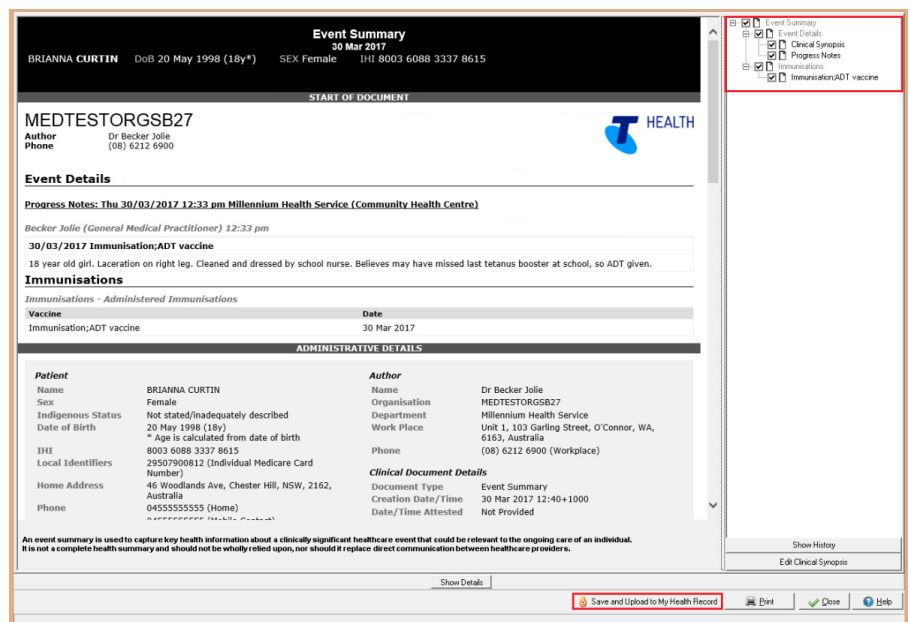 Event Summary
30 Mar 2017
BRIANNA CURTIN DoB 20 May 1998 (18y*) SEX Female IHI 8003 6088 3337 8615
START OF DOCUMENT
MEDTESTORGSB27
Author Dr Becker Jolie
Phone (08) 6212 6900
T HEALTH
Event Details
Progress Notes: Thu 30/03/2017 12:33 pm Millennium Health Service (Community Health Centre)
Becker Jolie (General Medical Practitioner) 12:33 pm
30/03/2017 Immunisation;ADT vaccine
18 year old girl. Laceration on right leg. Cleaned and dressed by school nurse. Believes may have missed last tetanus booster at school, so ADT given.
Immunisations
Immunisations - Administered Immunisations
Vaccine Date
Immunisation;ADT vaccine 30 Mar 2017
ADMINISTRATIVE DETAILS
Patient
Name BRIANNA CURTIN
Sex Female
Indigenous Status Not stated/inadequately described
Date of Birth 20 May 1998 (18y)
* Age is calculated from date of birth
IHI 8003 6088 3337 8615
Local Identifiers 29507900812 (Individual Medicare Card
Number)
Home Address 46 Woodlands Ave, Chester Hill, NSW, 2162,
Australia
Phone 04555555555 (Home)
Author
Name Dr Becker Jolie
Organisation MEDTESTORGSB27
Department Millennium Health Service
Work Place Unit 1, 103 Garling Street, O'Connor, WA,
6163, Australia
Phone (08) 6212 6900 (Workplace)
Clinical Document Details
Document Type Event Summary
Creation Date/Time 30 Mar 2017 12:40+1000
Date/Time Attested Not Provided
An event summary is used to capture key health information about a clinically significant healthcare event that could be relevant to the ongoing care of an individual.
It is not a complete health summary and should not be wholly relied upon, nor should it replace direct communication between healthcare providers.
Event Summary
Event Details
Clinical Synopsis
Progress Notes
Immunisations
Immunisation;ADT vaccine
Show History
Edit Clinical Synopsis
Show Details
Save and Upload to My Health Record
Print
Close
Help